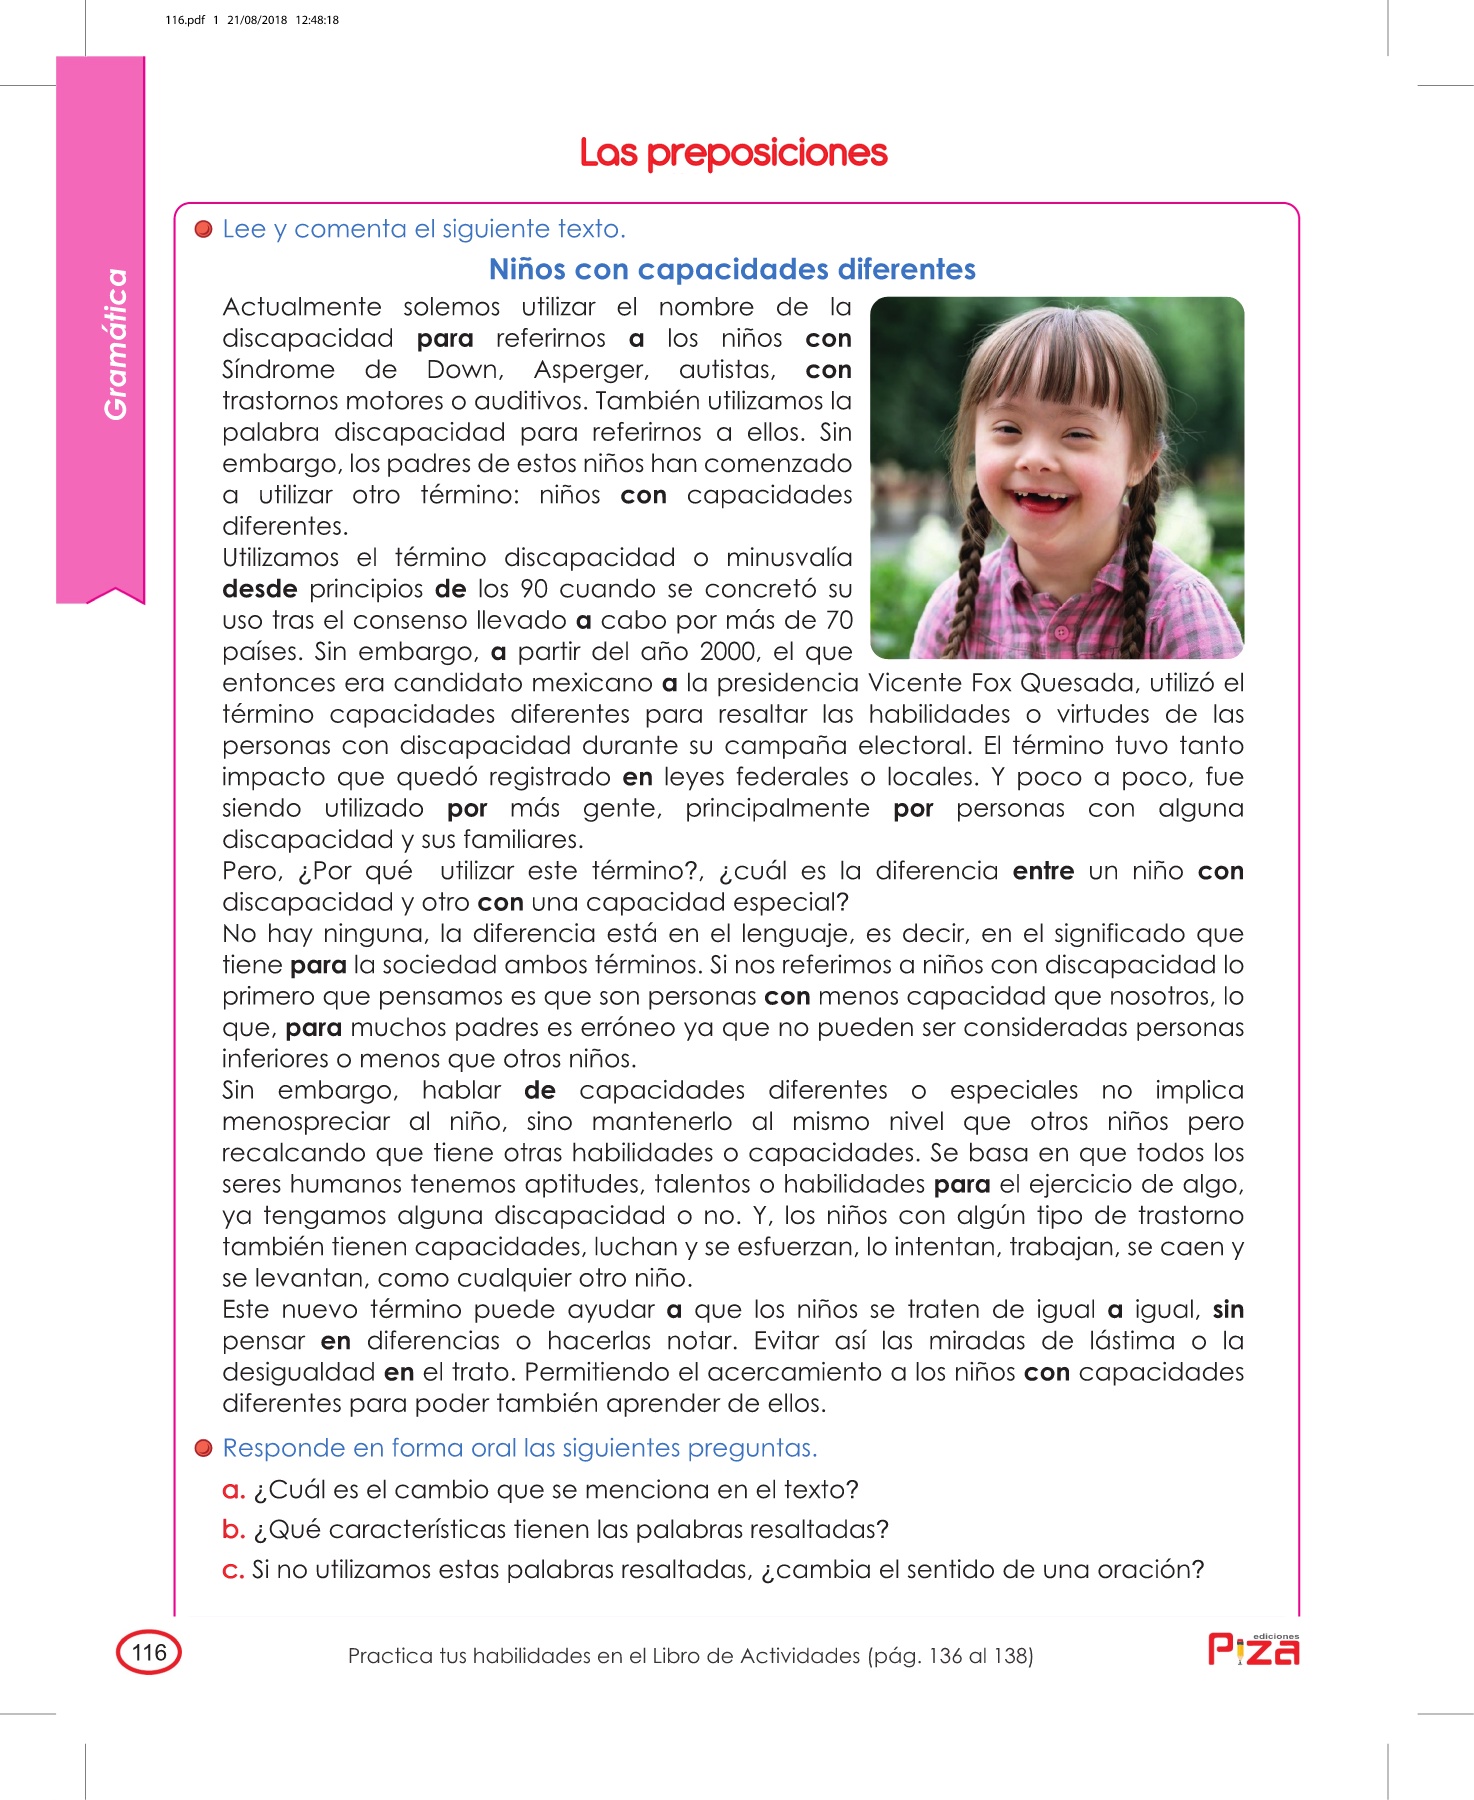 116.pdf 1 21/08/2018 12:48:18
Gramática
Las preposiciones
Lee y comenta el siguiente texto.
Niños con capacidades diferentes
Actualmente solemos utilizar el nombre de la
discapacidad para referirnos a los niños con
Síndrome de Down, Asperger, autistas, con
trastornos motores o auditivos. También utilizamos la
palabra discapacidad para referirnos a ellos. Sin
embargo, los padres de estos niños han comenzado
a utilizar otro término: niños con capacidades
diferentes.
Utilizamos el término discapacidad o minusvalía
desde principios de los 90 cuando se concretó su
uso tras el consenso llevado a cabo por más de 70
países. Sin embargo, a partir del año 2000, el que
entonces era candidato mexicano a la presidencia Vicente Fox Quesada, utilizó el
término capacidades diferentes para resaltar las habilidades o virtudes de las
personas con discapacidad durante su campaña electoral. El término tuvo tanto
impacto que quedó registrado en leyes federales o locales. Y poco a poco, fue
siendo utilizado por más gente, principalmente por personas con alguna
discapacidad y sus familiares.
Pero, ¿Por qué utilizar este término?, ¿cuál es la diferencia entre un niño con
discapacidad y otro con una capacidad especial?
No hay ninguna, la diferencia está en el lenguaje, es decir, en el significado que
tiene para la sociedad ambos términos. Si nos referimos a niños con discapacidad lo
primero que pensamos es que son personas con menos capacidad que nosotros, lo
que, para muchos padres es erróneo ya que no pueden ser consideradas personas
inferiores o menos que otros niños.
Sin embargo, hablar de capacidades diferentes o especiales no implica
menospreciar al niño, sino mantenerlo al mismo nivel que otros niños pero
recalcando que tiene otras habilidades o capacidades. Se basa en que todos los
seres humanos tenemos aptitudes, talentos o habilidades para el ejercicio de algo,
ya tengamos alguna discapacidad o no. Y, los niños con algún tipo de trastorno
también tienen capacidades, luchan y se esfuerzan, lo intentan, trabajan, se caen y
se levantan, como cualquier otro niño.
Este nuevo término puede ayudar a que los niños se traten de igual a igual, sin
pensar en diferencias o hacerlas notar. Evitar así las miradas de lástima o la
desigualdad en el trato. Permitiendo el acercamiento a los niños con capacidades
diferentes para poder también aprender de ellos.
Responde en forma oral las siguientes preguntas.
a. ¿Cuál es el cambio que se menciona en el texto?
b. ¿Qué características tienen las palabras resaltadas?
c. Si no utilizamos estas palabras resaltadas, ¿cambia el sentido de una oración?
116
Practica tus habilidades en el Libro de Actividades (pág. 136 al 138)
ediciones
Piza